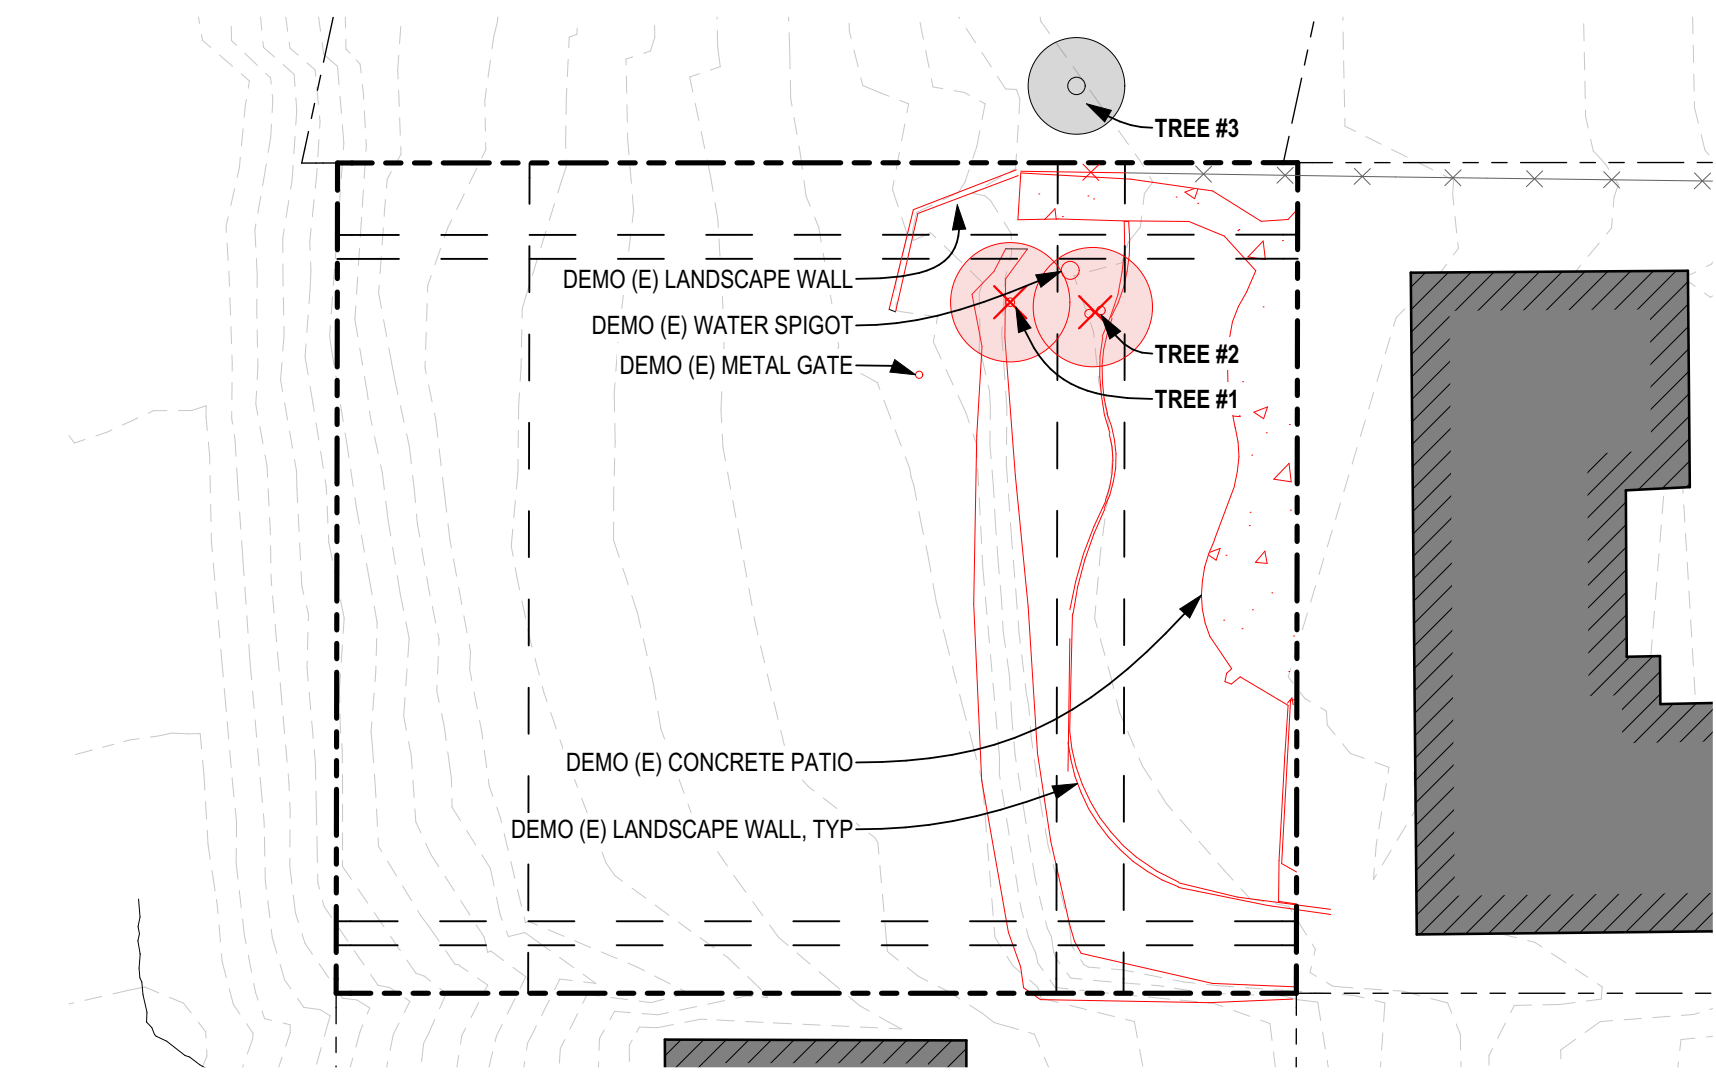 TREE #3
DEMO (E) LANDSCAPE WALL
DEMO (E) WATER SPIGOT
TREE #2
DEMO (E) METAL GATE
TREE #1
DEMO (E) CONCRETE PATIO
DEMO (E) LANDSCAPE WALL, TYP